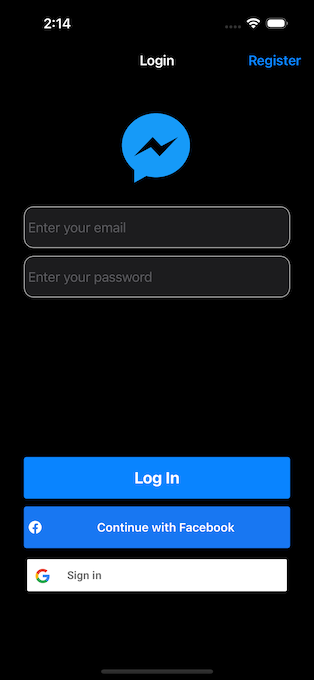 2:14
Login
Register
Enter your email
Enter your password
Log In
Continue with Facebook
Sign in